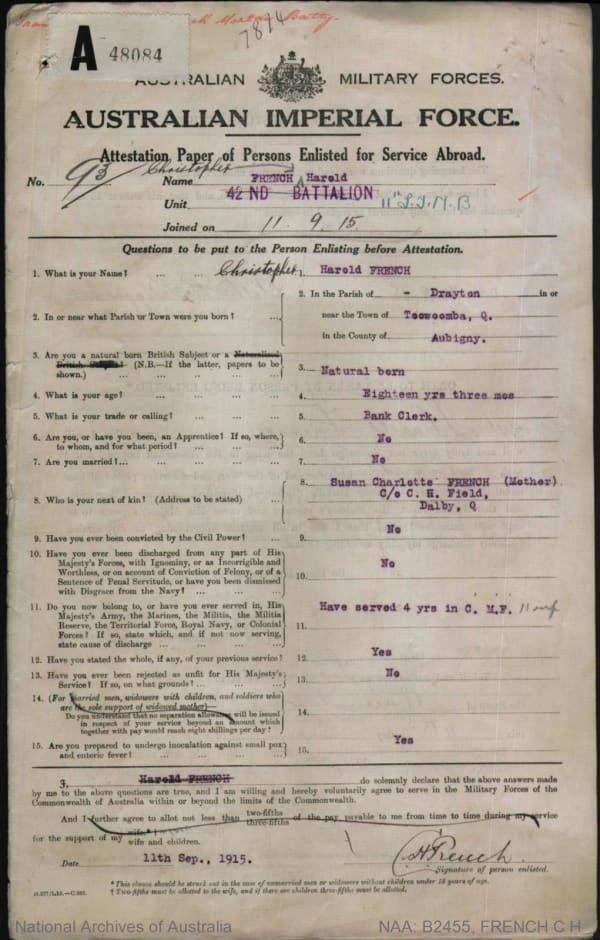 Mortar Batty.
7874
A 48084
AUSTRALIAN MILITARY FORCES.
AUSTRALIAN IMPERIAL FORCE.
Attestation Paper of Persons Enlisted for Service Abroad.
No. 93 Name Christopher FRENCH Harold
Unit 42ND BATTALION 11th L.T.M.B
Joined on 11 . 9 . 15.
Questions to be put to the Person Enlisting before Attestation.
1. What is your Name? ... ... Christopher 1. Harold FRENCH
2. In or near what Parish or Town were you born? ... 2. In the Parish of - Drayton in or
near the Town of Toowoomba, Q.
in the County of Aubigny.
3. Are you a natural born British Subject or a Naturalised
British Subject? (N.B.—If the latter, papers to be
shown.) ... ... 3. Natural born
4. What is your age? ... ... ... 4. Eighteen yrs three mos
5. What is your trade or calling? ... ... ... 5. Bank Clerk.
6. Are you, or have you been, an Apprentice? If so, where,
to whom, and for what period? ... ... ... 6. No
7. Are you married?... ... ... ... 7. No
8. Who is your next of kin? (Address to be stated) ... 8. Susan Charlotte FRENCH (Mother)
C/o C. H. Field,
Dalby, Q
9. Have you ever been convicted by the Civil Power? ... 9. No
10. Have you ever been discharged from any part of His
Majesty's Forces, with Ignominy, or as Incorrigible and
Worthless, or on account of Conviction of Felony, or of a
Sentence of Penal Servitude, or have you been dismissed
with Disgrace from the Navy? ... ... ... 10. No
11. Do you now belong to, or have you ever served in, His
Majesty's Army, the Marines, the Militia, the Militia
Reserve, the Territorial Force, Royal Navy, or Colonial
Forces? If so, state which, and if not now serving,
state cause of discharge ... ... ... 11. Have served 4 yrs in C. M.F.
12. Have you stated the whole, if any, of your previous service? 12. Yes
13. Have you ever been rejected as unfit for His Majesty's
Service? If so, on what grounds? ... ... ... 13. No
14. (For married men, widowers with children, and soldiers who
are the sole support of widowed mother)—
Do you understand that no separation allowance will be issued
in respect of your service beyond an amount which
together with pay would reach eight shillings per day? 14.
15. Are you prepared to undergo inoculation against small pox
and enteric fever? ... ... ... ... 15. Yes
I, Harold FRENCH do solemnly declare that the above answers made
by me to the above questions are true, and I am willing and hereby voluntarily agree to serve in the Military Forces of the
Commonwealth of Australia within or beyond the limits of the Commonwealth.
And I further agree to allot not less than two-fifths three-fifths of the pay payable to me from time to time during my service
for the support of my wife.* wife and children.
Date 11th Sep., 1915. CHFrench.
Signature of person enlisted.
* This clause should be struck out in the case of unmarried men or widowers without children under 18 years of age.
† Two-fifths must be allotted to the wife, and if there are children three-fifths must be allotted.
National Archives of Australia NAA: B2455, FRENCH C H